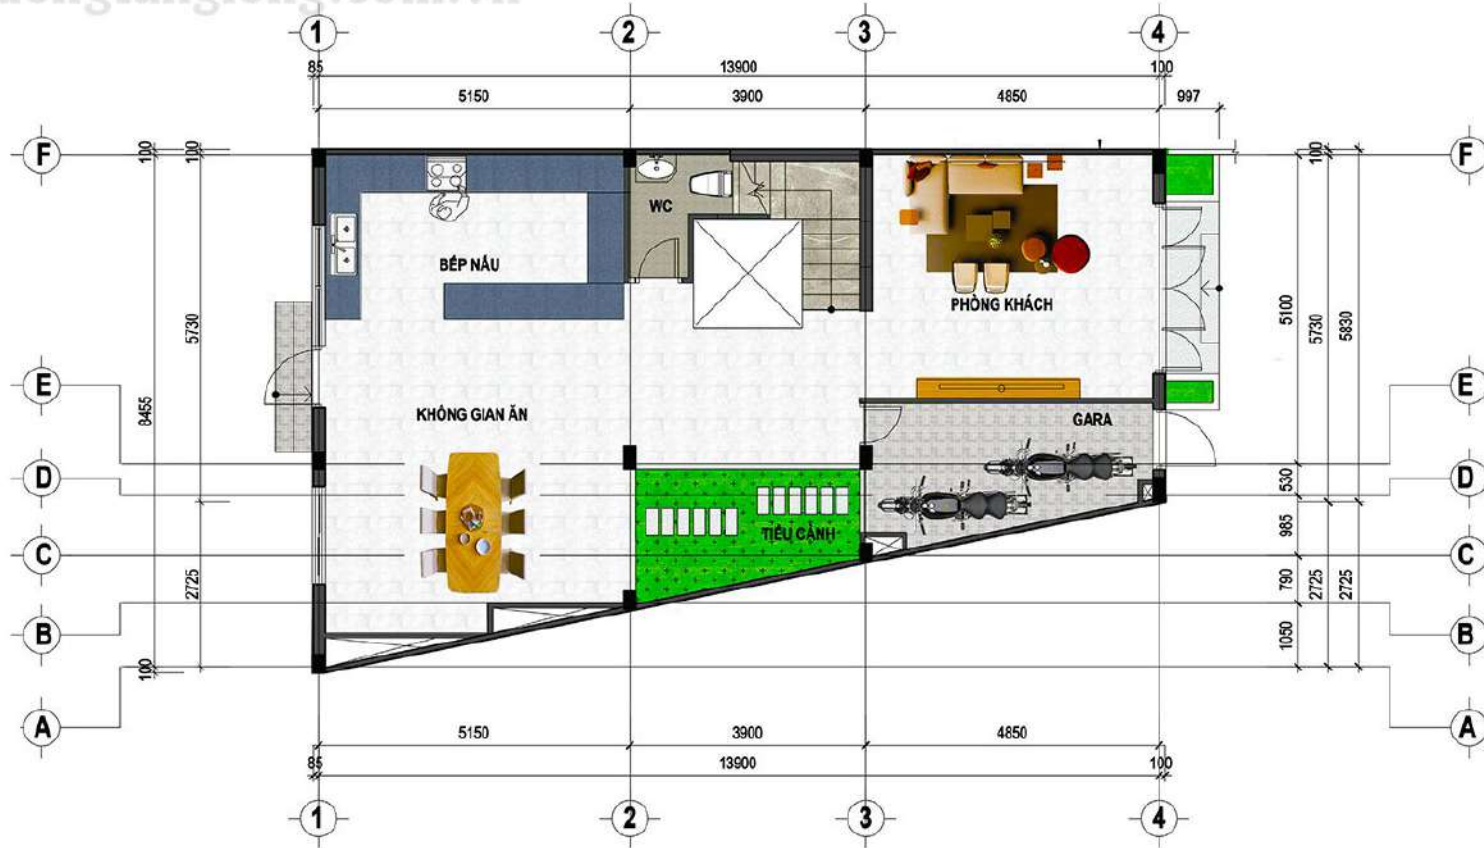 1 2 3 4
85 13900 100
5150 3900 4850 997
F 100 100 100 F
WC
BẾP NẤU
PHÒNG KHÁCH
5730 5100 5730 5830
E E
8455 KHÔNG GIAN ĂN GARA
D 530 D
TIỂU CẢNH 985
C C
2725 790 2725 2725
B 1050 B
100
A A
5150 3900 4850
85 13900 100
1 2 3 4